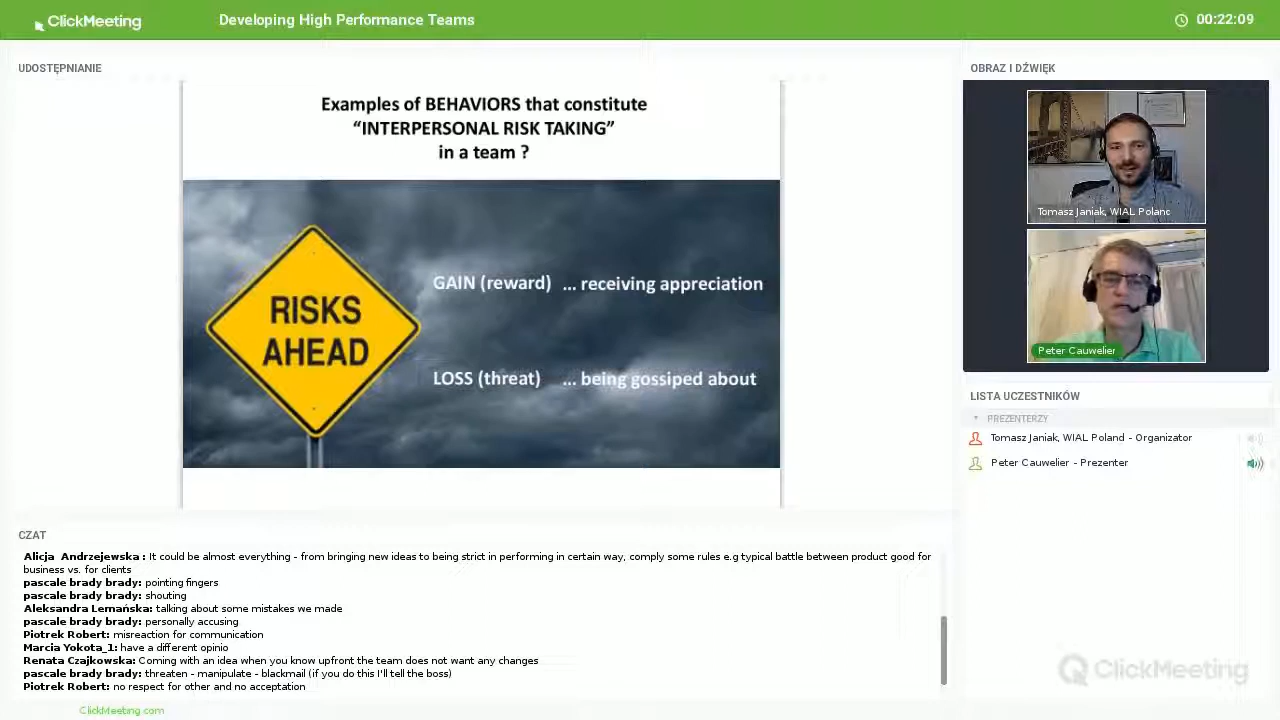 ClickMeeting
Developing High Performance Teams
00:22:09
UDOSTĘPNIANIE
Examples of BEHAVIORS that constitute
“INTERPERSONAL RISK TAKING”
in a team ?
RISKS
AHEAD
GAIN (reward) ... receiving appreciation
LOSS (threat) ... being gossiped about
OBRAZ I DŹWIĘK
Tomasz Janiak, WIAL Poland
Peter Cauwelier
LISTA UCZESTNIKÓW
PREZENTERZY
Tomasz Janiak, WIAL Poland - Organizator
Peter Cauwelier - Prezenter
CZAT
Alicja Andrzejewska : It could be almost everything - from bringing new ideas to being strict in performing in certain way, comply some rules e.g typical battle between product good for
business vs. for clients
pascale brady brady: pointing fingers
pascale brady brady: shouting
Aleksandra Lemańska: talking about some mistakes we made
pascale brady brady: personally accusing
Piotrek Robert: misreaction for communication
Marcia Yokota_1: have a different opinio
Renata Czajkowska: Coming with an idea when you know upfront the team does not want any changes
pascale brady brady: threaten - manipulate - blackmail (if you do this I'll tell the boss)
Piotrek Robert: no respect for other and no acceptation
ClickMeeting
ClickMeeting.com